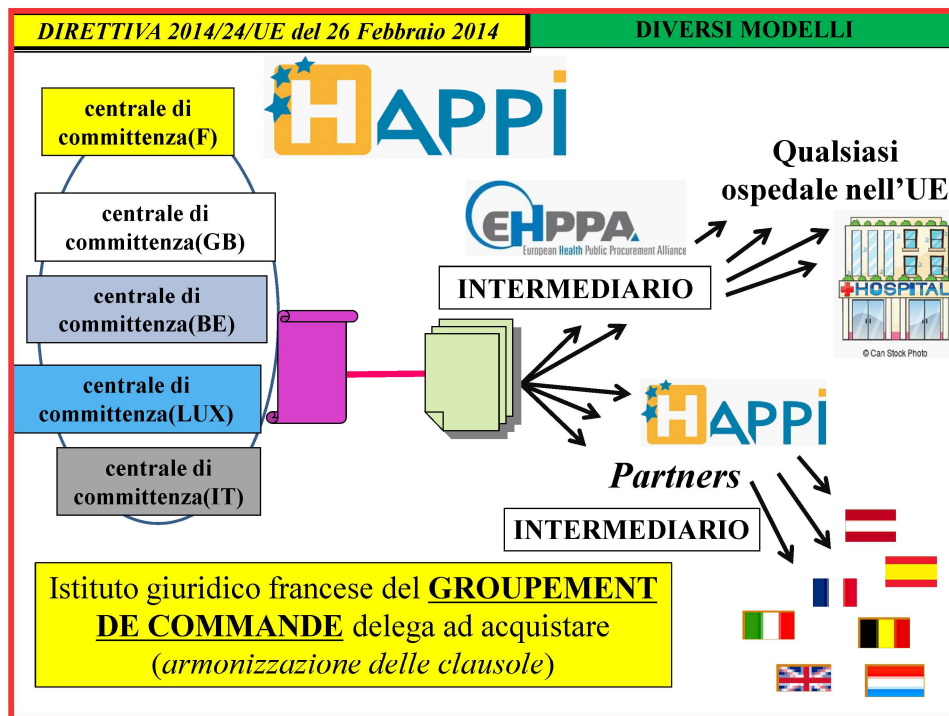 DIRETTIVA 2014/24/UE del 26 Febbraio 2014
DIVERSI MODELLI
HAPPI
centrale di
committenza(F)
centrale di
committenza(GB)
centrale di
committenza(BE)
centrale di
committenza(LUX)
centrale di
committenza(IT)
EHPPA
European Health Public Procurement Alliance
INTERMEDIARIO
Qualsiasi
ospedale nell'UE
HOSPITAL
© Can Stock Photo
HAPPI
Partners
INTERMEDIARIO
Istituto giuridico francese del GROUPEMENT
DE COMMANDE delega ad acquistare
(armonizzazione delle clausole)